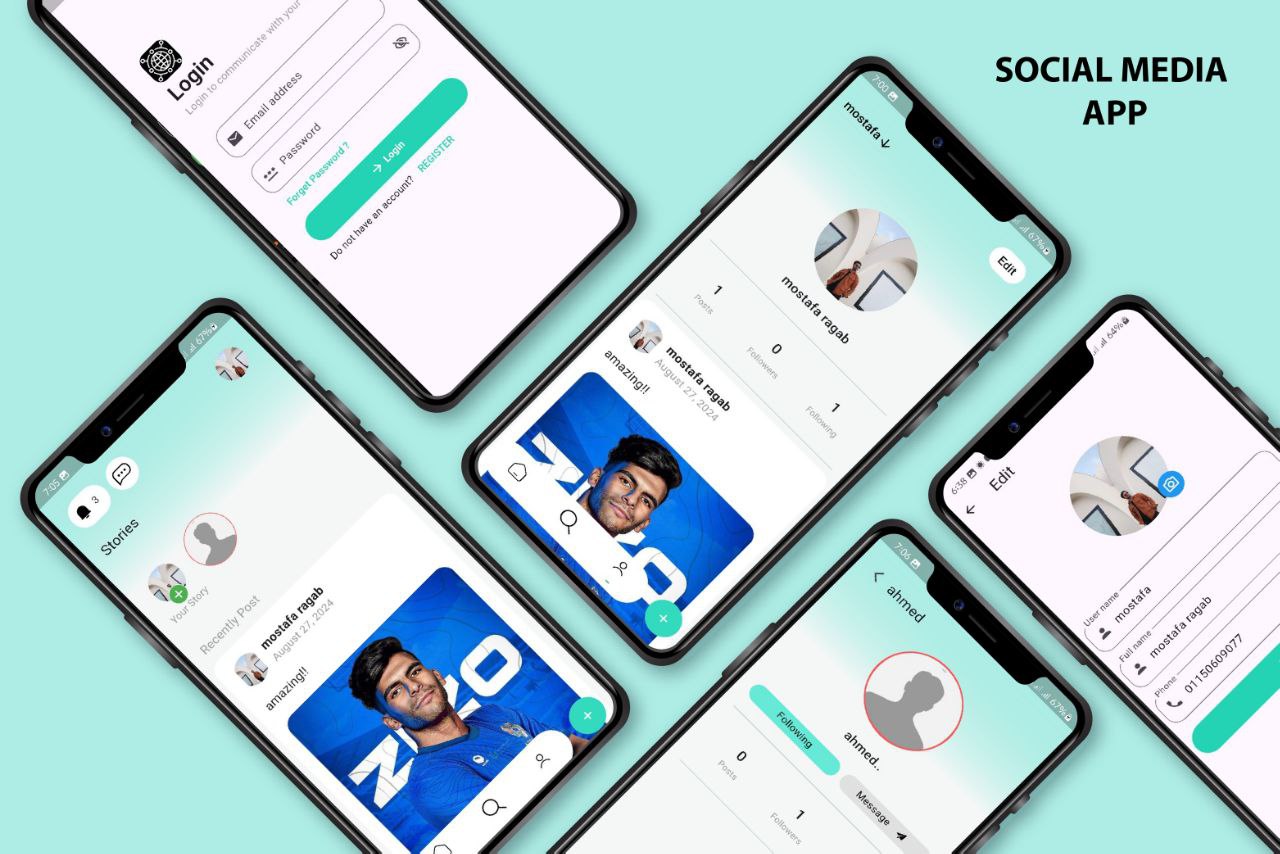 SOCIAL MEDIA
APP
Login
Login to communicate with your
Email address
Password
Forget Password ?
Login
Do not have an account? REGISTER
7:00
67%
mostafa
Edit
mostafa ragab
1
Posts
0
Followers
1
Following
mostafa ragab
August 27, 2024
amazing!!
7:05
67%
3
Stories
Your Story
Recently Post
mostafa ragab
August 27, 2024
amazing!!
ZIZO
7:06
67%
ahmed
ahmed..
Following
Message
0
Posts
1
Followers
6:38
64%
Edit
User name
mostafa
Full name
mostafa ragab
Phone
01150609077